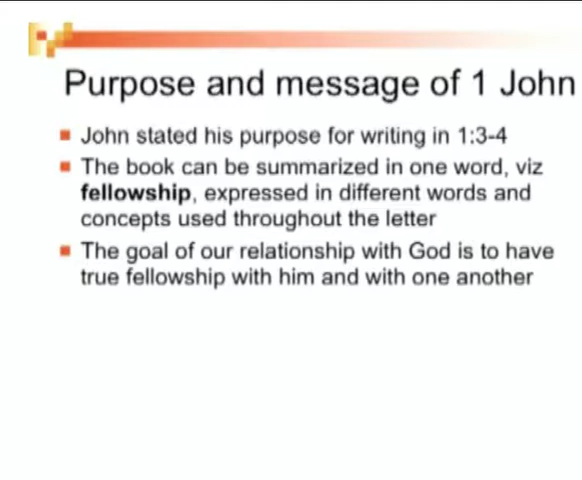 Purpose and message of 1 John
John stated his purpose for writing in 1:3-4
The book can be summarized in one word, viz
fellowship, expressed in different words and
concepts used throughout the letter
The goal of our relationship with God is to have
true fellowship with him and with one another